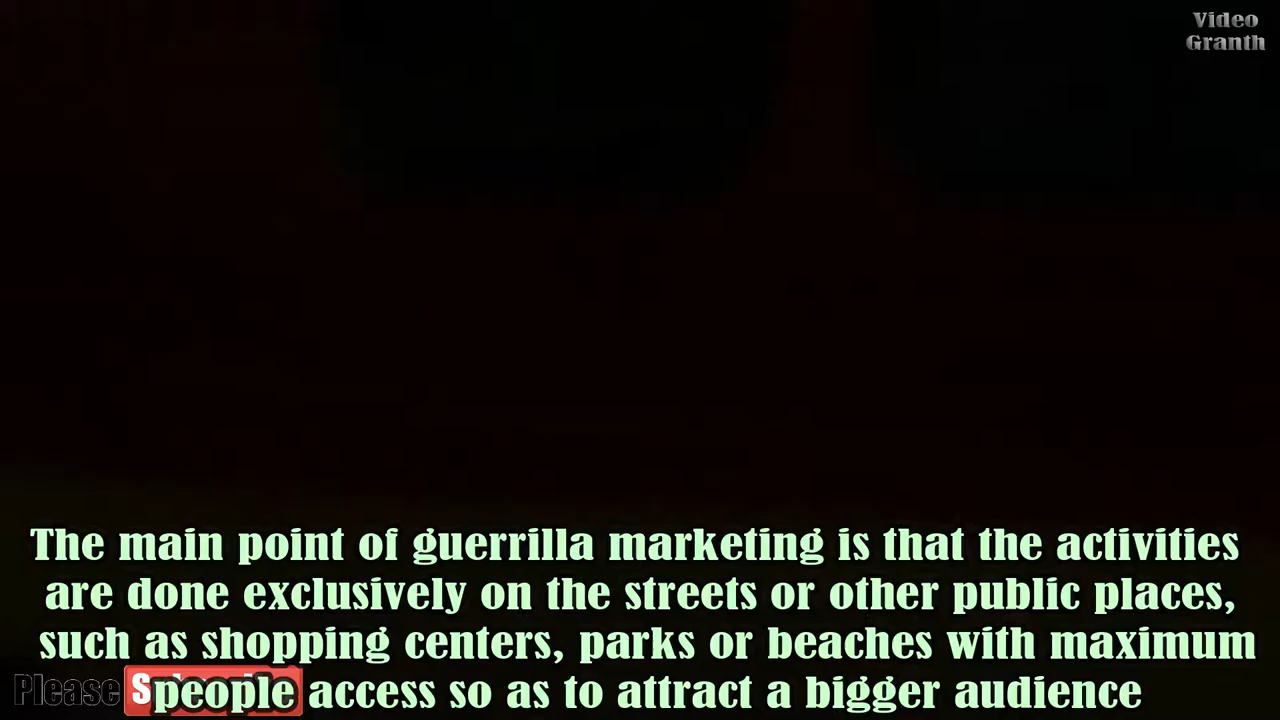 Video
Granth
The main point of guerrilla marketing is that the activities
are done exclusively on the streets or other public places,
such as shopping centers, parks or beaches with maximum
people access so as to attract a bigger audience
Please